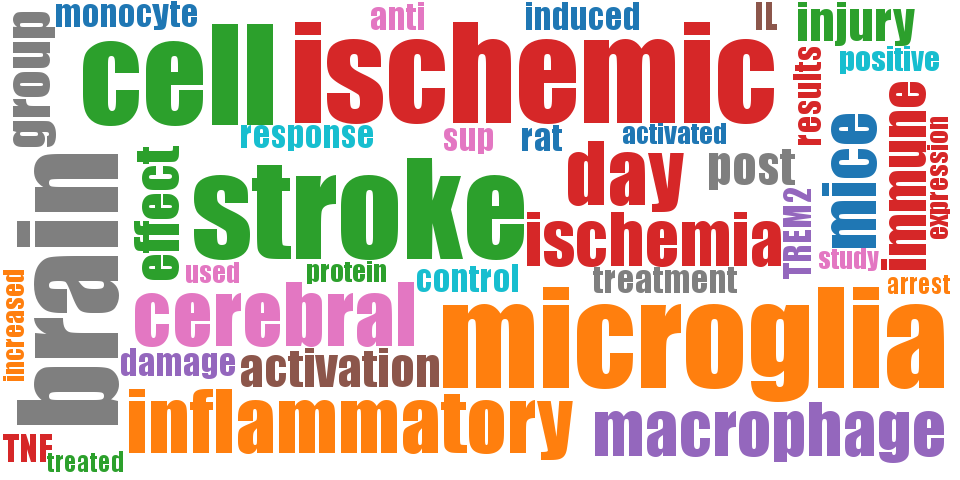 monocyte
anti
induced
IL
injury
group
cell
ischemic
positive
results
response
sup
rat
activated
mice
immune
expression
brain
effect
stroke
day
post
ischemia
TREM2
study
used
protein
control
treatment
arrest
increased
cerebral
microglia
damage
activation
inflammatory
macrophage
TNF
treated